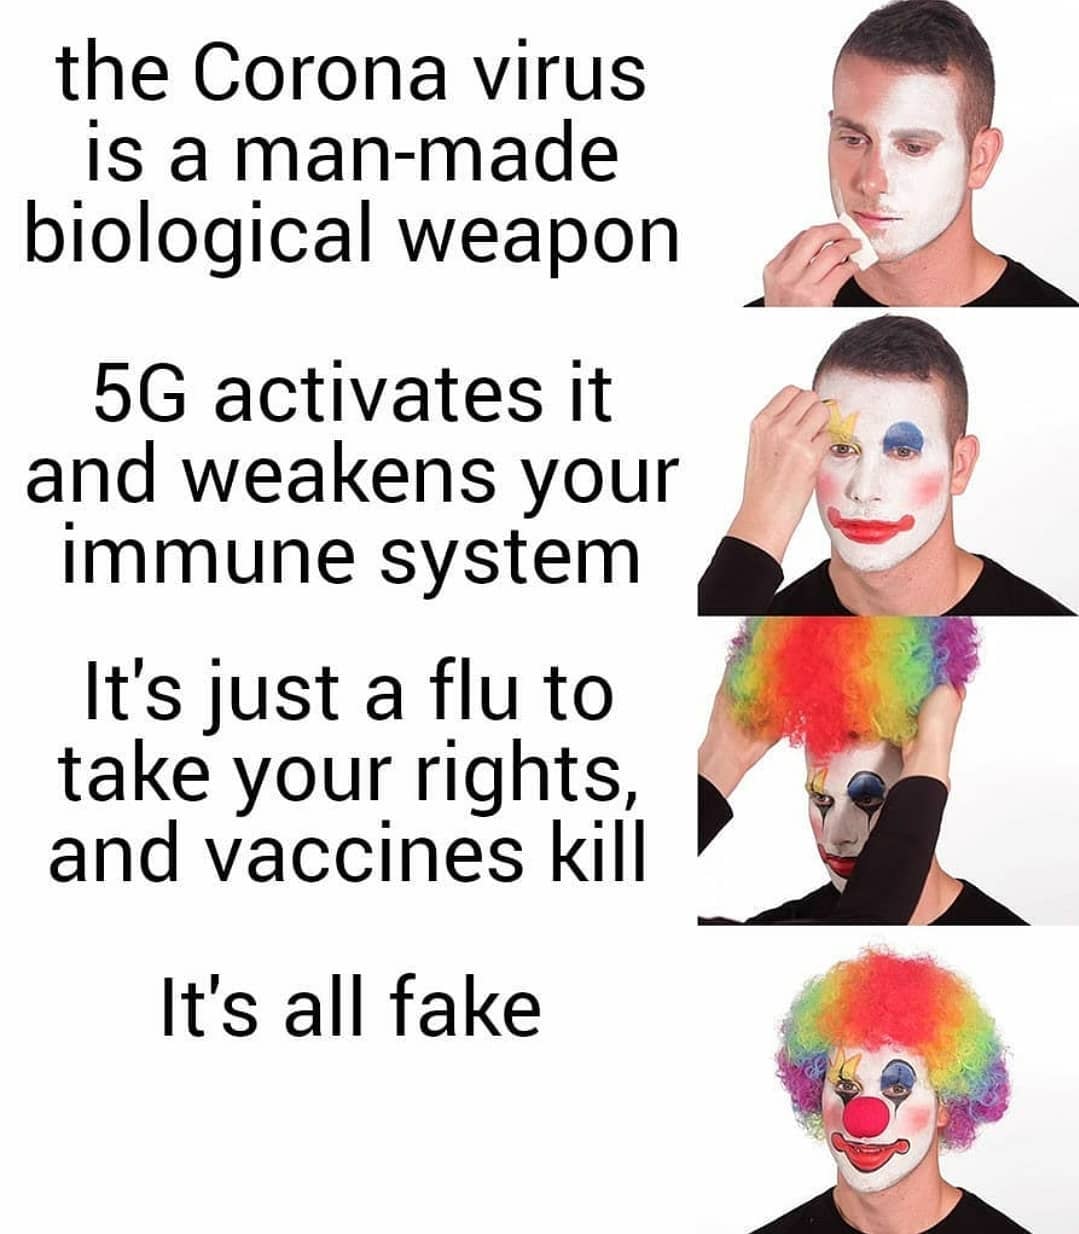 the Corona virus
is a man-made
biological weapon
5G activates it
and weakens your
immune system
It's just a flu to
take your rights,
and vaccines kill
It's all fake